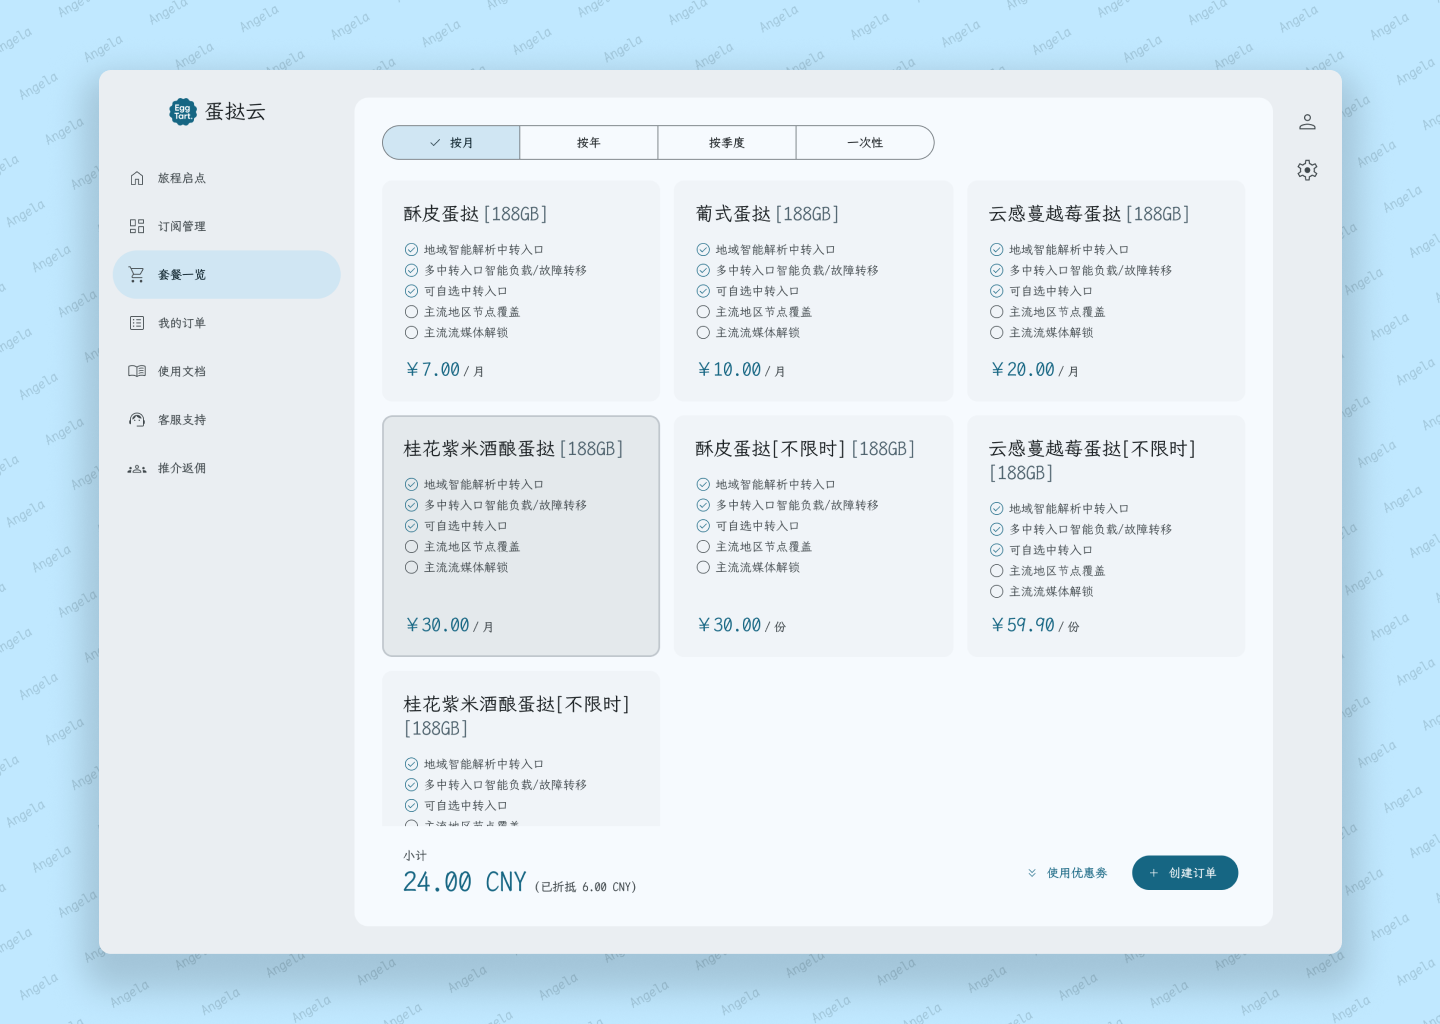 Egg Tart.
蛋挞云
旅程启点
订阅管理
套餐一览
我的订单
使用文档
客服支持
推介返佣
按月
按年
按季度
一次性
酥皮蛋挞 [188GB]
地域智能解析中转入口
多中转入口智能负载/故障转移
可自选中转入口
主流地区节点覆盖
主流流媒体解锁
¥7.00 / 月
葡式蛋挞 [188GB]
地域智能解析中转入口
多中转入口智能负载/故障转移
可自选中转入口
主流地区节点覆盖
主流流媒体解锁
¥10.00 / 月
云感蔓越莓蛋挞 [188GB]
地域智能解析中转入口
多中转入口智能负载/故障转移
可自选中转入口
主流地区节点覆盖
主流流媒体解锁
¥20.00 / 月
桂花紫米酒酿蛋挞 [188GB]
地域智能解析中转入口
多中转入口智能负载/故障转移
可自选中转入口
主流地区节点覆盖
主流流媒体解锁
¥30.00 / 月
酥皮蛋挞[不限时] [188GB]
地域智能解析中转入口
多中转入口智能负载/故障转移
可自选中转入口
主流地区节点覆盖
主流流媒体解锁
¥30.00 / 份
云感蔓越莓蛋挞[不限时]
[188GB]
地域智能解析中转入口
多中转入口智能负载/故障转移
可自选中转入口
主流地区节点覆盖
主流流媒体解锁
¥59.90 / 份
桂花紫米酒酿蛋挞[不限时]
[188GB]
地域智能解析中转入口
多中转入口智能负载/故障转移
可自选中转入口
主流地区节点覆盖
小计
24.00 CNY (已折抵 6.00 CNY)
使用优惠券
创建订单
Angela